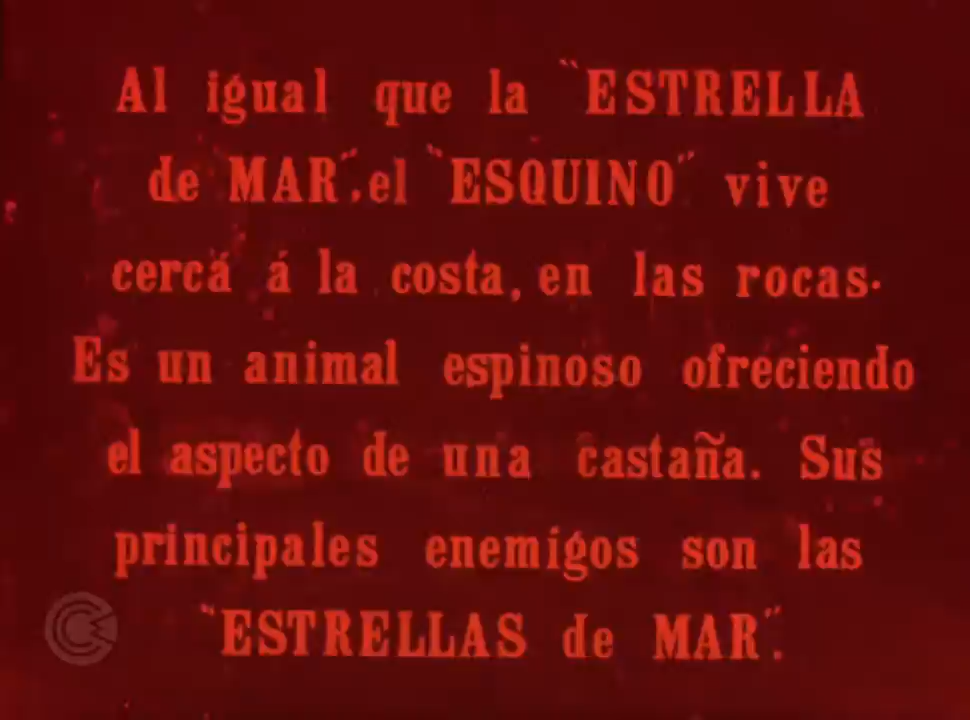 Al igual que la "ESTRELLA
de MAR", el "ESQUINO" vive
cerca á la costa, en las rocas.
Es un animal espinoso ofreciendo
el aspecto de una castaña. Sus
principales enemigos son las
"ESTRELLAS de MAR".